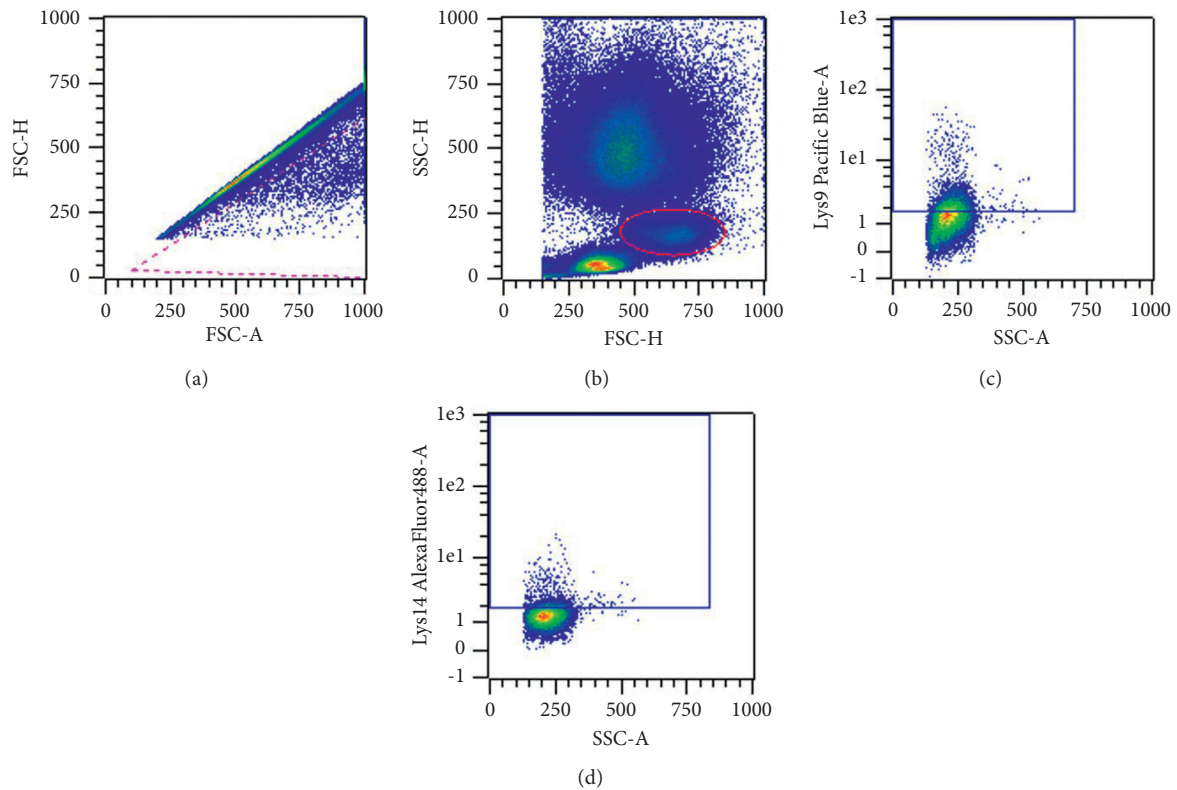 1000
750
500
250
0
FSC-H
0 250 500 750 1000
FSC-A
(a)
1000
750
500
250
0
SSC-H
0 250 500 750 1000
FSC-H
(b)
1e3
1e2
1e1
1
0
-1
Lys9 Pacific Blue-A
0 250 500 750 1000
SSC-A
(c)
1e3
1e2
1e1
1
0
-1
Lys14 AlexaFluor488-A
0 250 500 750 1000
SSC-A
(d)